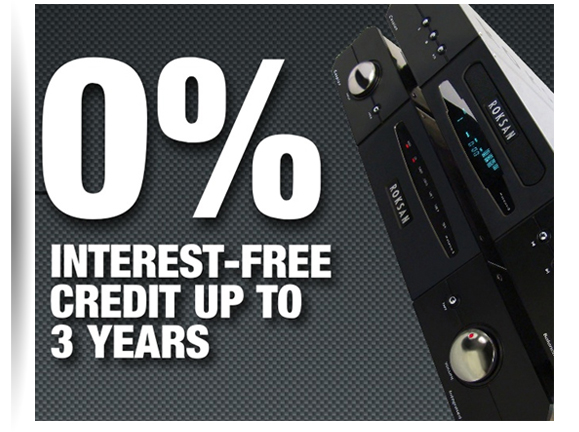 0%
INTEREST-FREE
CREDIT UP TO
3 YEARS
ROKSAN
ROKSAN